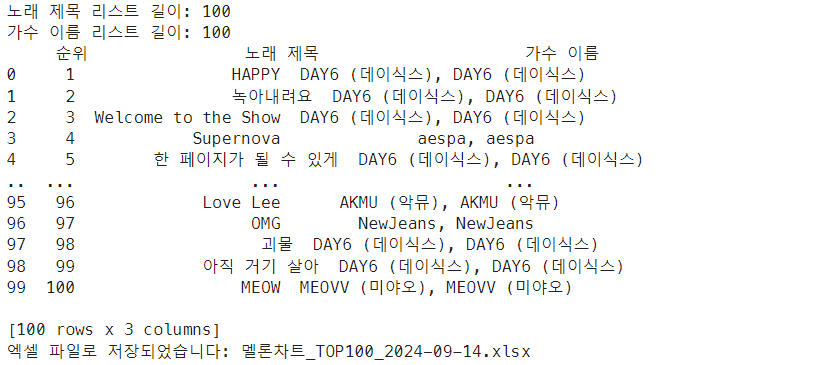 노래 제목 리스트 길이: 100
가수 이름 리스트 길이: 100
순위 노래 제목 가수 이름
0 1 HAPPY DAY6 (데이식스), DAY6 (데이식스)
1 2 녹아내려요 DAY6 (데이식스), DAY6 (데이식스)
2 3 Welcome to the Show DAY6 (데이식스), DAY6 (데이식스)
3 4 Supernova aespa, aespa
4 5 한 페이지가 될 수 있게 DAY6 (데이식스), DAY6 (데이식스)
.. ... ... ...
95 96 Love Lee AKMU (악뮤), AKMU (악뮤)
96 97 OMG NewJeans, NewJeans
97 98 괴물 DAY6 (데이식스), DAY6 (데이식스)
98 99 아직 거기 살아 DAY6 (데이식스), DAY6 (데이식스)
99 100 MEOW MEOVV (미야오), MEOVV (미야오)
[100 rows x 3 columns]
엑셀 파일로 저장되었습니다: 멜론차트_TOP100_2024-09-14.xlsx